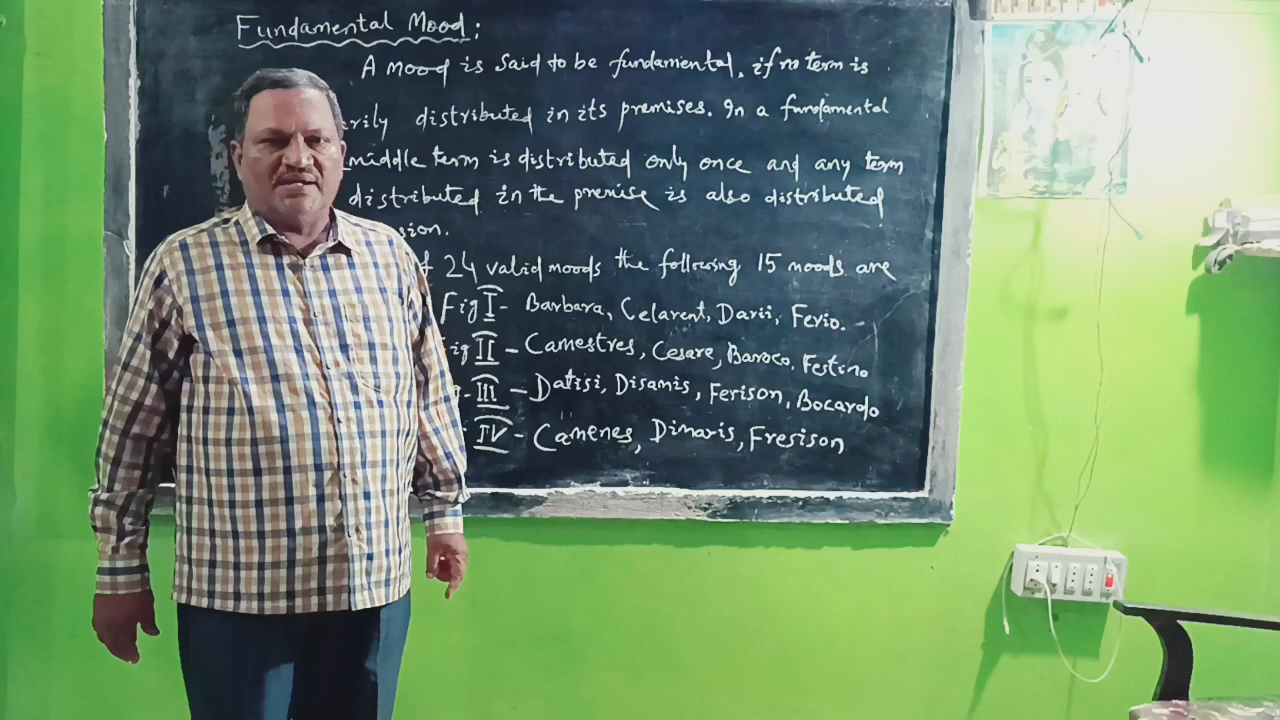 Fundamental Mood:
A Mood is said to be fundamental, if no term is
distributed in its premises. In a fundamental
middle term is distributed only once and any term
distributed in the premise is also distributed
24 valid moods the following 15 moods are
Fig I - Barbara, Celarent, Darii, Ferio.
II - Camestres, Cesare, Baroco, Festino
III - Datisi, Disamis, Ferison, Bocardo
IV - Camenes, Dimaris, Fresison